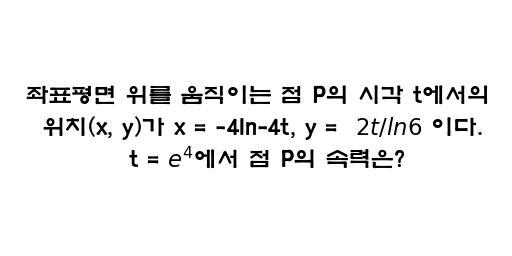 좌표평면 위를 움직이는 점 P의 시각 t에서의
위치(x, y)가 x = -4ln-4t, y = 2t/ln6 이다.
t = e⁴에서 점 P의 속력은?